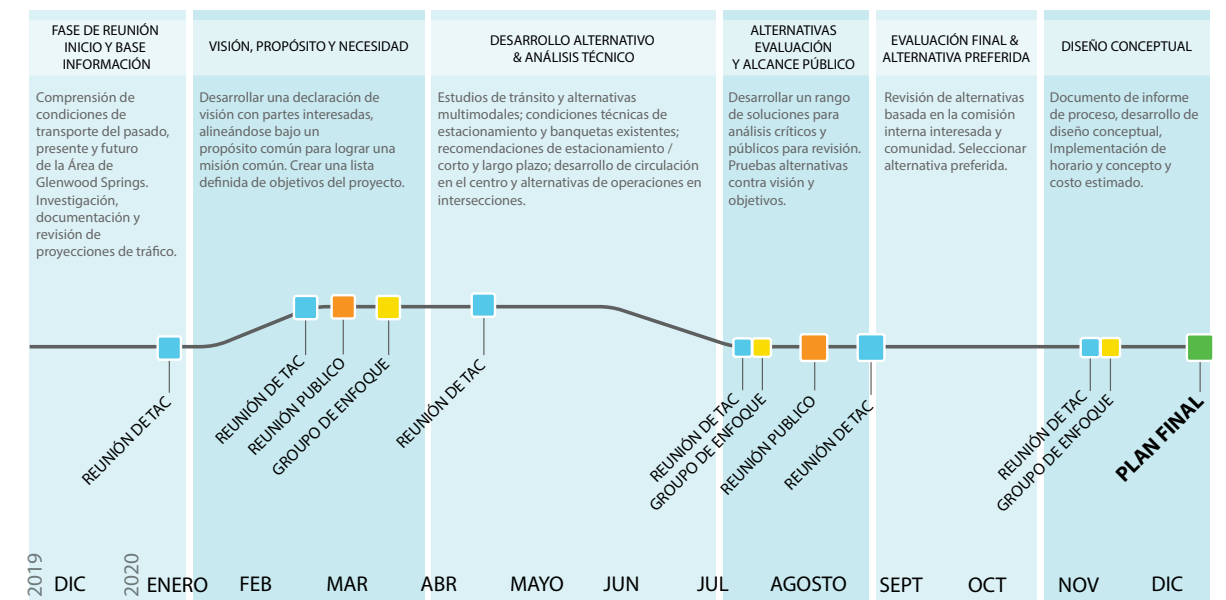 FASE DE REUNIÓN
INICIO Y BASE
INFORMACIÓN
Comprensión de
condiciones de
transporte del pasado,
presente y futuro
de la Área de
Glenwood Springs.
Investigación,
documentación y
revisión de
proyecciones de tráfico.
VISIÓN, PROPÓSITO Y NECESIDAD
Desarrollar una declaración de
visión con partes interesadas,
alineándose bajo un
propósito común para lograr una
misión común. Crear una lista
definida de objetivos del proyecto.
DESARROLLO ALTERNATIVO
& ANÁLISIS TÉCNICO
Estudios de tránsito y alternativas
multimodales; condiciones técnicas de
estacionamiento y banquetas existentes;
recomendaciones de estacionamiento /
corto y largo plazo; desarrollo de circulación
en el centro y alternativas de operaciones en
intersecciones.
ALTERNATIVAS
EVALUACIÓN
Y ALCANCE PÚBLICO
Desarrollar un rango
de soluciones para
análisis críticos y
públicos para revisión.
Pruebas alternativas
contra visión y
objetivos.
EVALUACIÓN FINAL &
ALTERNATIVA PREFERIDA
Revisión de alternativas
basada en la comisión
interna interesada y
comunidad. Seleccionar
alternativa preferida.
DISEÑO CONCEPTUAL
Documento de informe
de proceso, desarrollo de
diseño conceptual,
Implementación de
horario y concepto y
costo estimado.
REUNIÓN DE TAC
REUNIÓN DE TAC
REUNIÓN PUBLICO
GROUPO DE ENFOQUE
REUNIÓN DE TAC
REUNIÓN DE TAC
GROUPO DE ENFOQUE
REUNIÓN PUBLICO
REUNIÓN DE TAC
REUNIÓN DE TAC
GROUPO DE ENFOQUE
PLAN FINAL
2019
DIC
2020
ENERO
FEB
MAR
ABR
MAYO
JUN
JUL
AGOSTO
SEPT
OCT
NOV
DIC